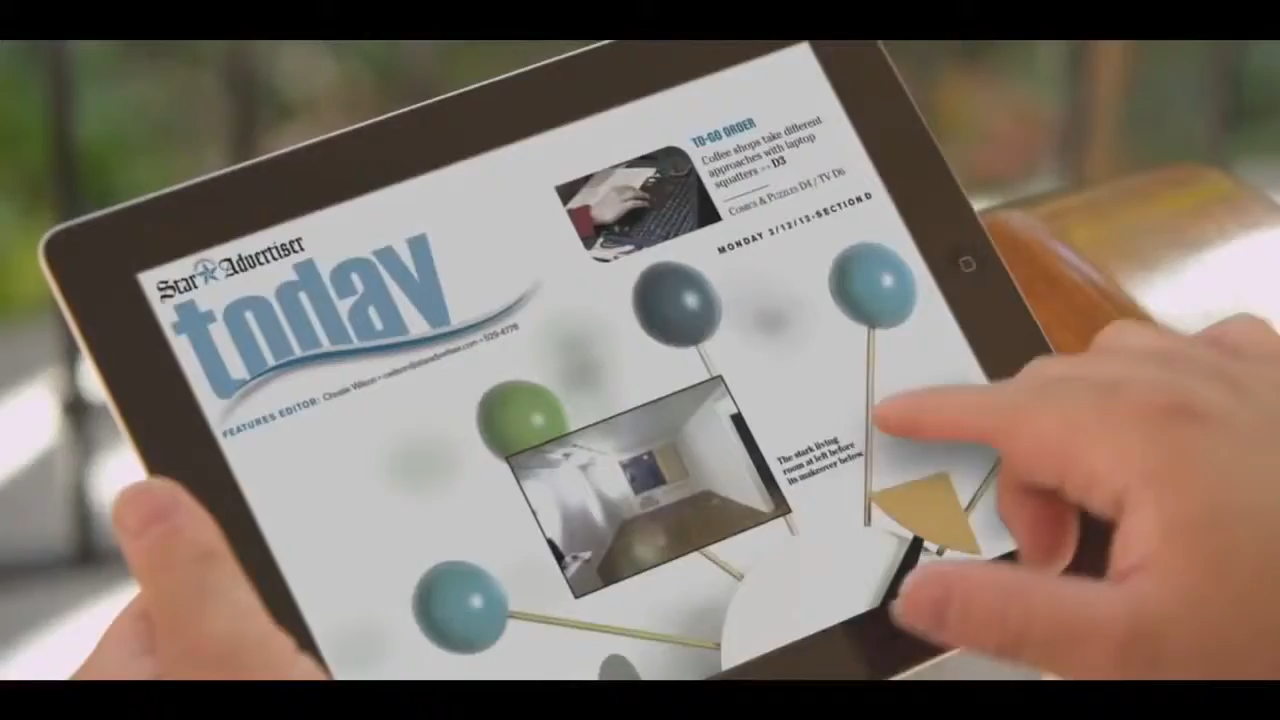 Star Advertiser
today
FEATURES EDITOR:
TO-GO ORDER
Coffee shops take different
approaches with laptop
squatters >> D3
COMICS & PUZZLES D4 / TV D6
MONDAY 3/12/12-SECTION D
The stark living
room at left before
its makeover below.